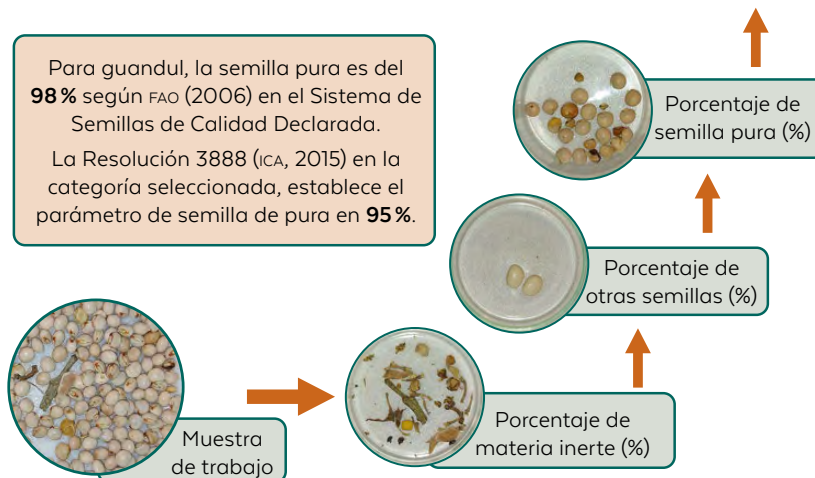 Para guandul, la semilla pura es del
98 % según FAO (2006) en el Sistema de
Semillas de Calidad Declarada.
La Resolución 3888 (ICA, 2015) en la
categoría seleccionada, establece el
parámetro de semilla de pura en 95 %.
Porcentaje de
semilla pura (%)
Porcentaje de
otras semillas (%)
Porcentaje de
materia inerte (%)
Muestra
de trabajo